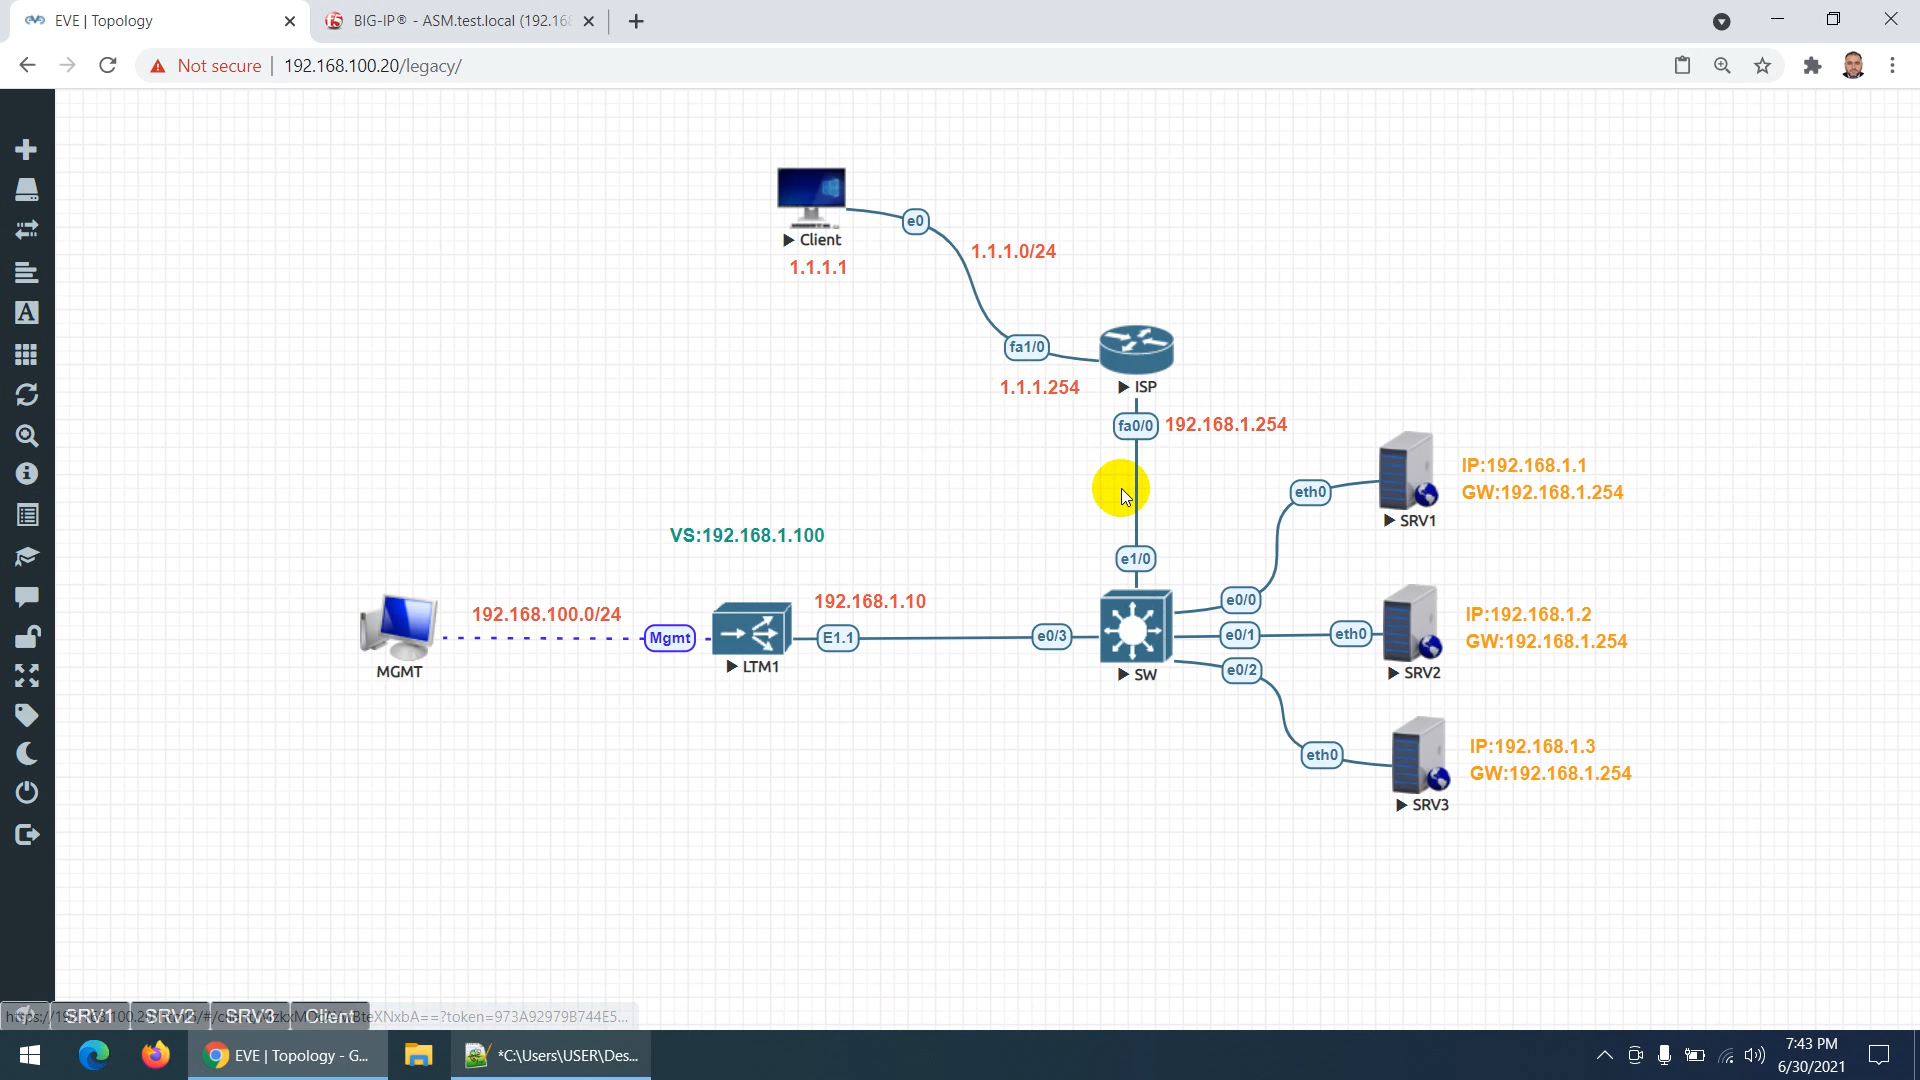 EVE | Topology
BIG-IP® - ASM.test.local (192.168
Not secure
192.168.100.20/legacy/
Client
1.1.1.1
e0
1.1.1.0/24
fa1/0
1.1.1.254
ISP
fa0/0
192.168.1.254
IP:192.168.1.1
GW:192.168.1.254
eth0
SRV1
VS:192.168.1.100
e1/0
192.168.100.0/24
192.168.1.10
MGMT
Mgmt
LTM1
E1.1
e0/3
SW
e0/0
e0/1
e0/2
eth0
IP:192.168.1.2
GW:192.168.1.254
SRV2
eth0
IP:192.168.1.3
GW:192.168.1.254
SRV3
SRV1
SRV2
SRV3
Client
EVE | Topology - G...
*C:\Users\USER\Des...
7:43 PM
6/30/2021